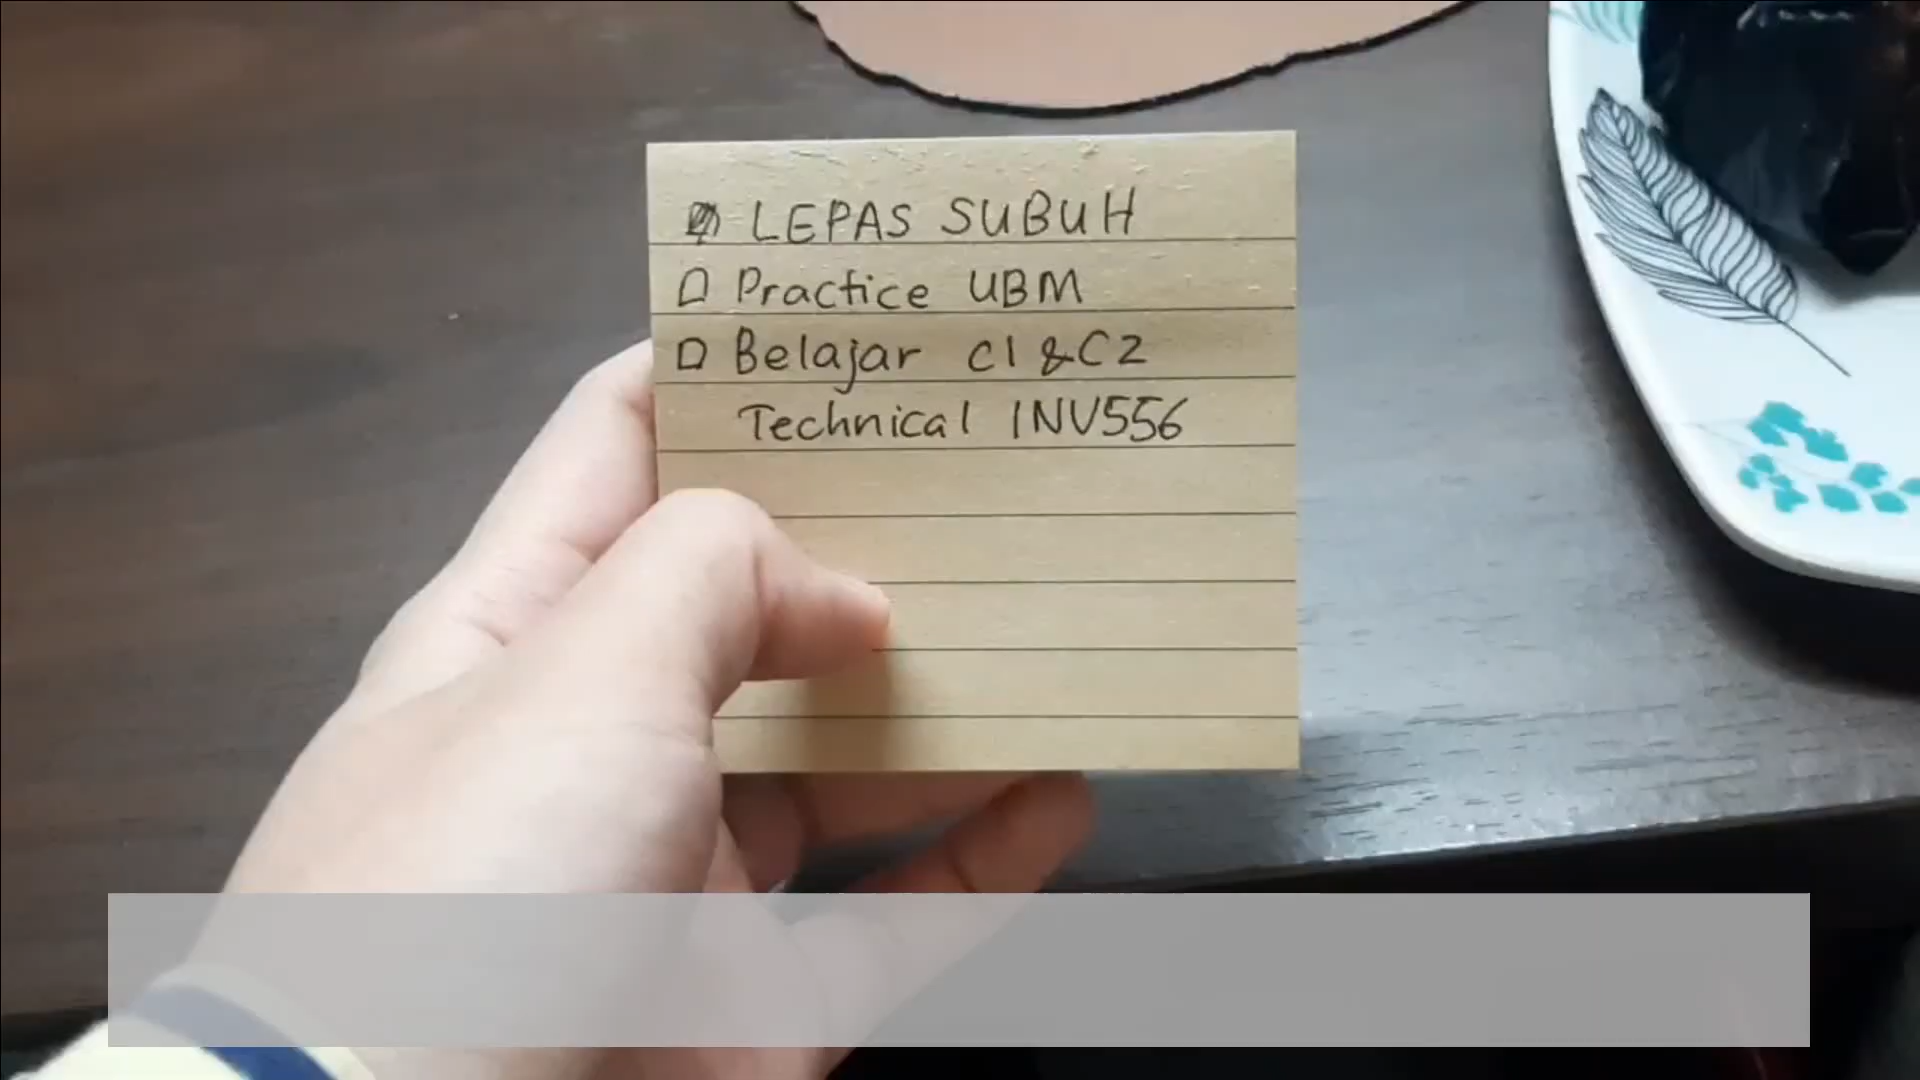 LEPAS SUBUH
Practice UBM
Belajar C1 & C2
Technical INV556